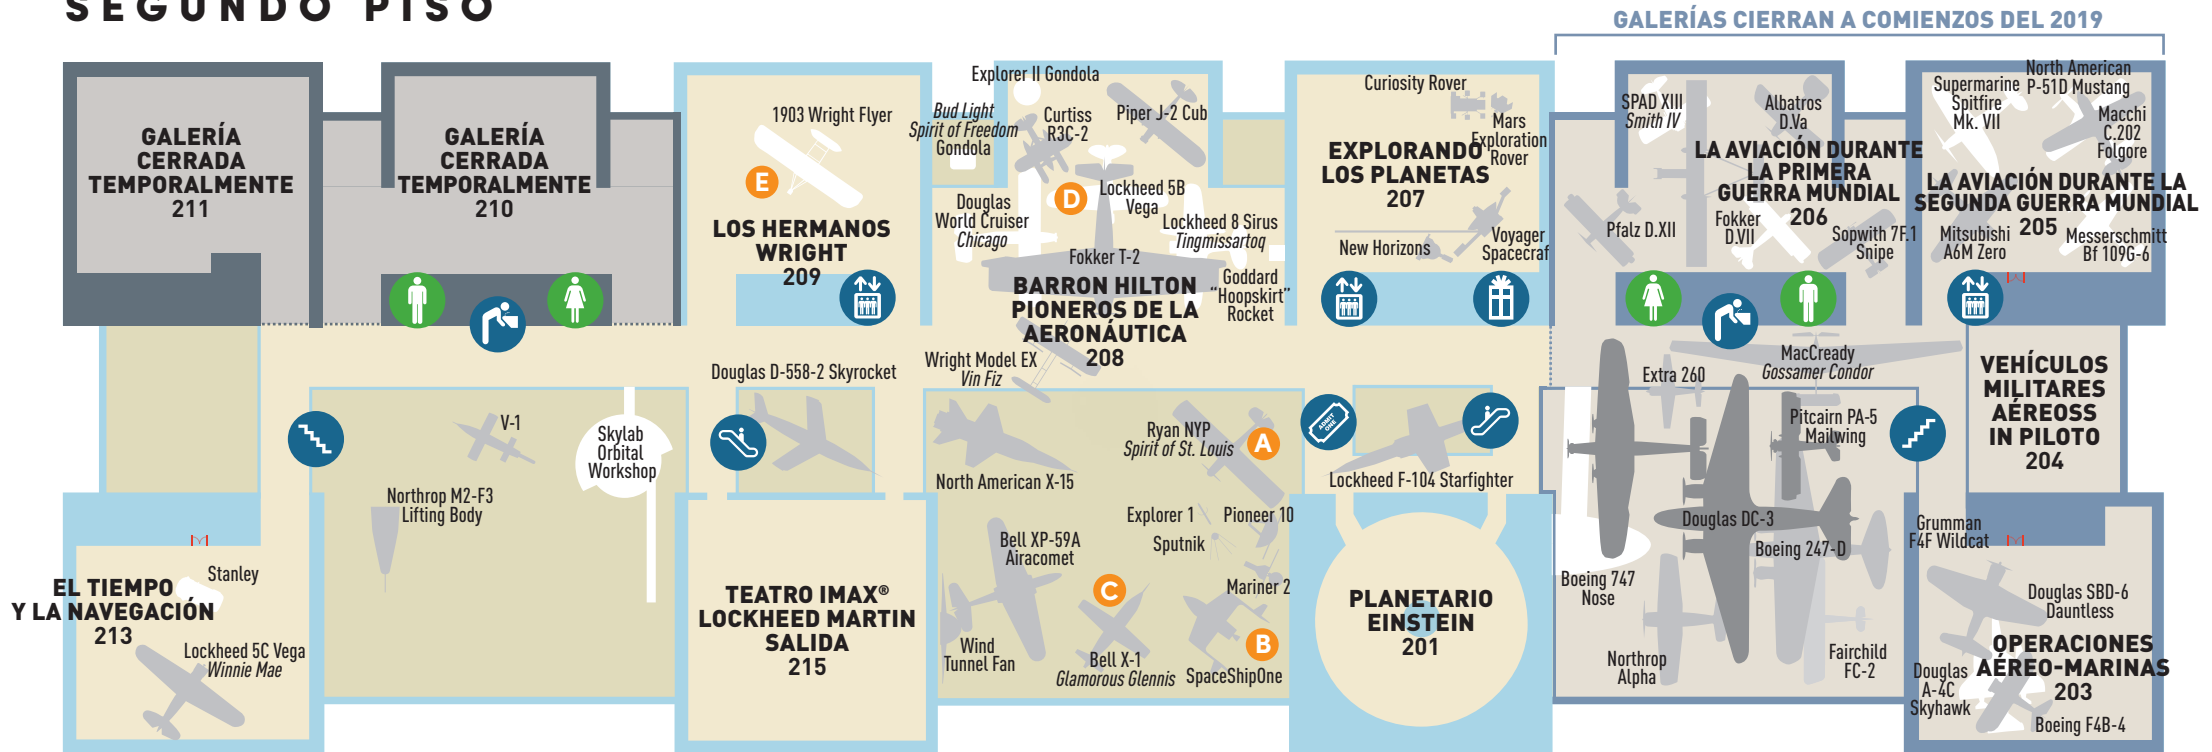 SEGUNDO PISO
GALERÍAS CIERRAN A COMIENZOS DEL 2019
GALERÍA
CERRADA
TEMPORALMENTE
211
GALERÍA
CERRADA
TEMPORALMENTE
210
1903 Wright Flyer
E
LOS HERMANOS
WRIGHT
209
Explorer II Gondola
Bud Light
Spirit of Freedom
Gondola
Curtiss
R3C-2
Piper J-2 Cub
D
Lockheed 5B
Vega
Douglas
World Cruiser
Chicago
Lockheed 8 Sirus
Tingmissartoq
Fokker T-2
Goddard
“Hoopskirt”
Rocket
BARRON HILTON
PIONEROS DE LA
AERONÁUTICA
208
Wright Model EX
Vin Fiz
Curiosity Rover
Mars
Exploration
Rover
EXPLORANDO
LOS PLANETAS
207
New Horizons
Voyager
Spacecraf
SPAD XIII
Smith IV
Albatros
D.Va
LA AVIACIÓN DURANTE
LA PRIMERA
GUERRA MUNDIAL
206
Pfalz D.XII
Fokker
D.VII
Sopwith 7F.1
Snipe
Supermarine
Spitfire
Mk. VII
North American
P-51D Mustang
Macchi
C.202
Folgore
LA AVIACIÓN DURANTE LA
SEGUNDA GUERRA MUNDIAL
205
Mitsubishi
A6M Zero
Messerschmitt
Bf 109G-6
V-1
Skylab
Orbital
Workshop
Northrop M2-F3
Lifting Body
Douglas D-558-2 Skyrocket
North American X-15
Ryan NYP
Spirit of St. Louis
A
ADMIT
ONE
Lockheed F-104 Starfighter
Explorer 1
Pioneer 10
Sputnik
Bell XP-59A
Airacomet
Mariner 2
C
B
Wind
Tunnel Fan
Bell X-1
Glamorous Glennis
SpaceShipOne
Stanley
EL TIEMPO
Y LA NAVEGACIÓN
213
Lockheed 5C Vega
Winnie Mae
TEATRO IMAX®
LOCKHEED MARTIN
SALIDA
215
PLANETARIO
EINSTEIN
201
MacCready
Gossamer Condor
Extra 260
Pitcairn PA-5
Mailwing
Douglas DC-3
Boeing 247-D
Boeing 747
Nose
Northrop
Alpha
Fairchild
FC-2
VEHÍCULOS
MILITARES
AÉREOSS
IN PILOTO
204
Grumman
F4F Wildcat
Douglas SBD-6
Dauntless
OPERACIONES
AÉREO-MARINAS
203
Douglas
A-4C
Skyhawk
Boeing F4B-4